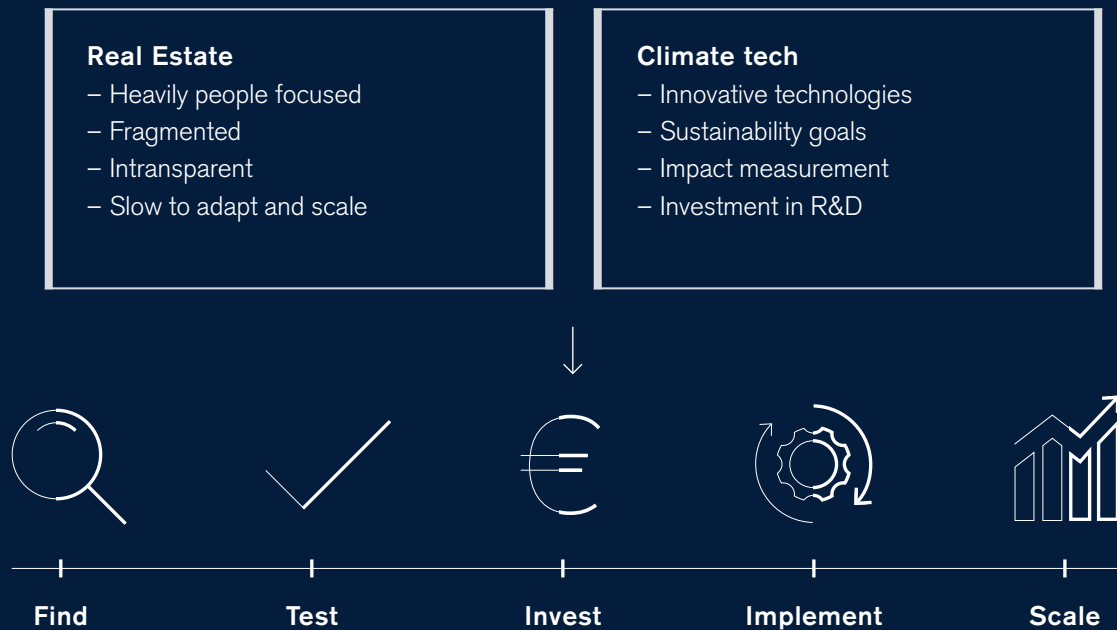 Real Estate
– Heavily people focused
– Fragmented
– Intransparent
– Slow to adapt and scale
Climate tech
– Innovative technologies
– Sustainability goals
– Impact measurement
– Investment in R&D
€
Find
Test
Invest
Implement
Scale